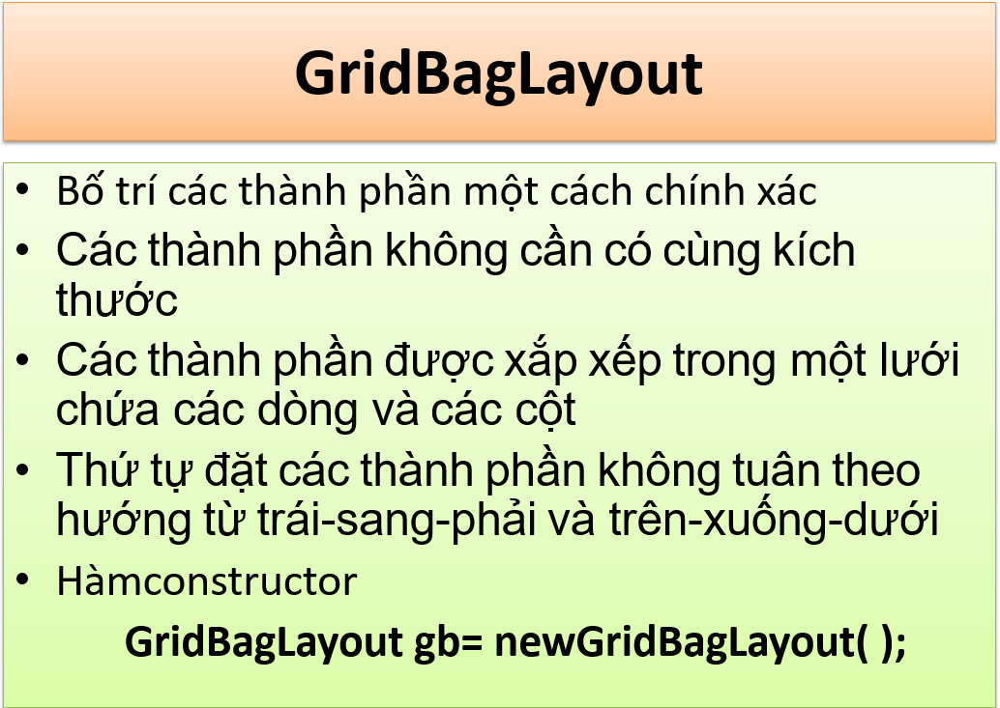 GridBagLayout
• Bố trí các thành phần một cách chính xác
• Các thành phần không cần có cùng kích
thước
• Các thành phần được xắp xếp trong một lưới
chứa các dòng và các cột
• Thứ tự đặt các thành phần không tuân theo
hướng từ trái-sang-phải và trên-xuống-dưới
• Hàmconstructor
GridBagLayout gb= newGridBagLayout( );